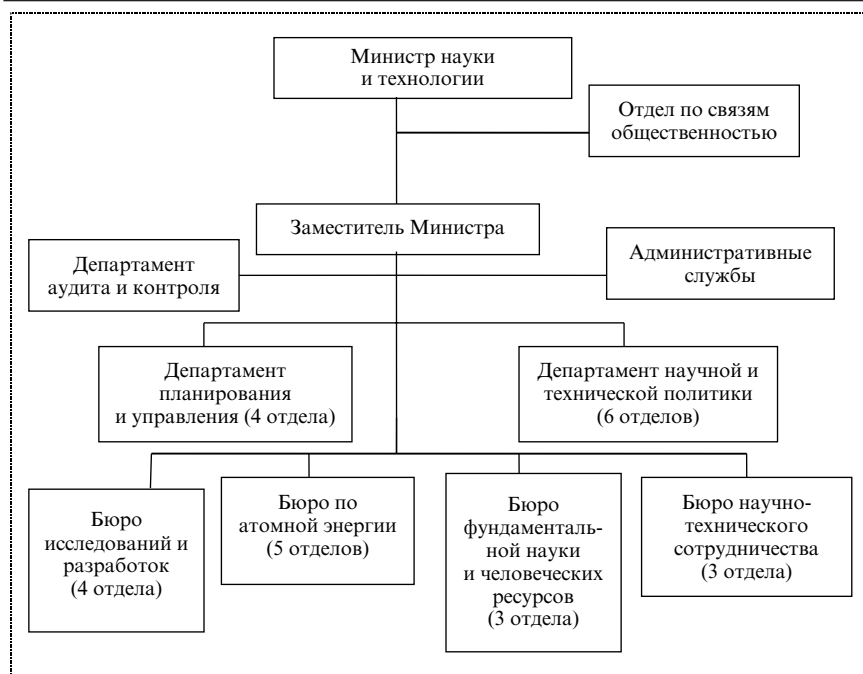 Министр науки
и технологии
Отдел по связям
общественностью
Заместитель Министра
Департамент
аудита и контроля
Административные
службы
Департамент
планирования
и управления (4 отдела)
Департамент научной и
технической политики
(6 отделов)
Бюро
исследований и
разработок
(4 отдела)
Бюро по
атомной энергии
(5 отделов)
Бюро
фундаменталь-
ной науки
и человеческих
ресурсов
(3 отдела)
Бюро научно-
технического
сотрудничества
(3 отдела)